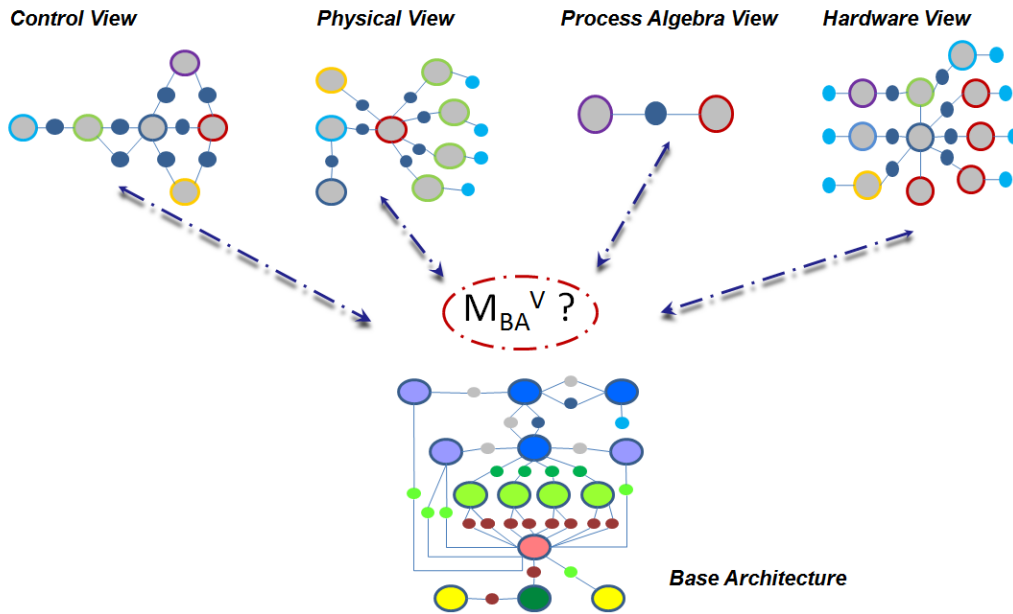 Control View
Physical View
Process Algebra View
Hardware View
M_BA^V ?
Base Architecture